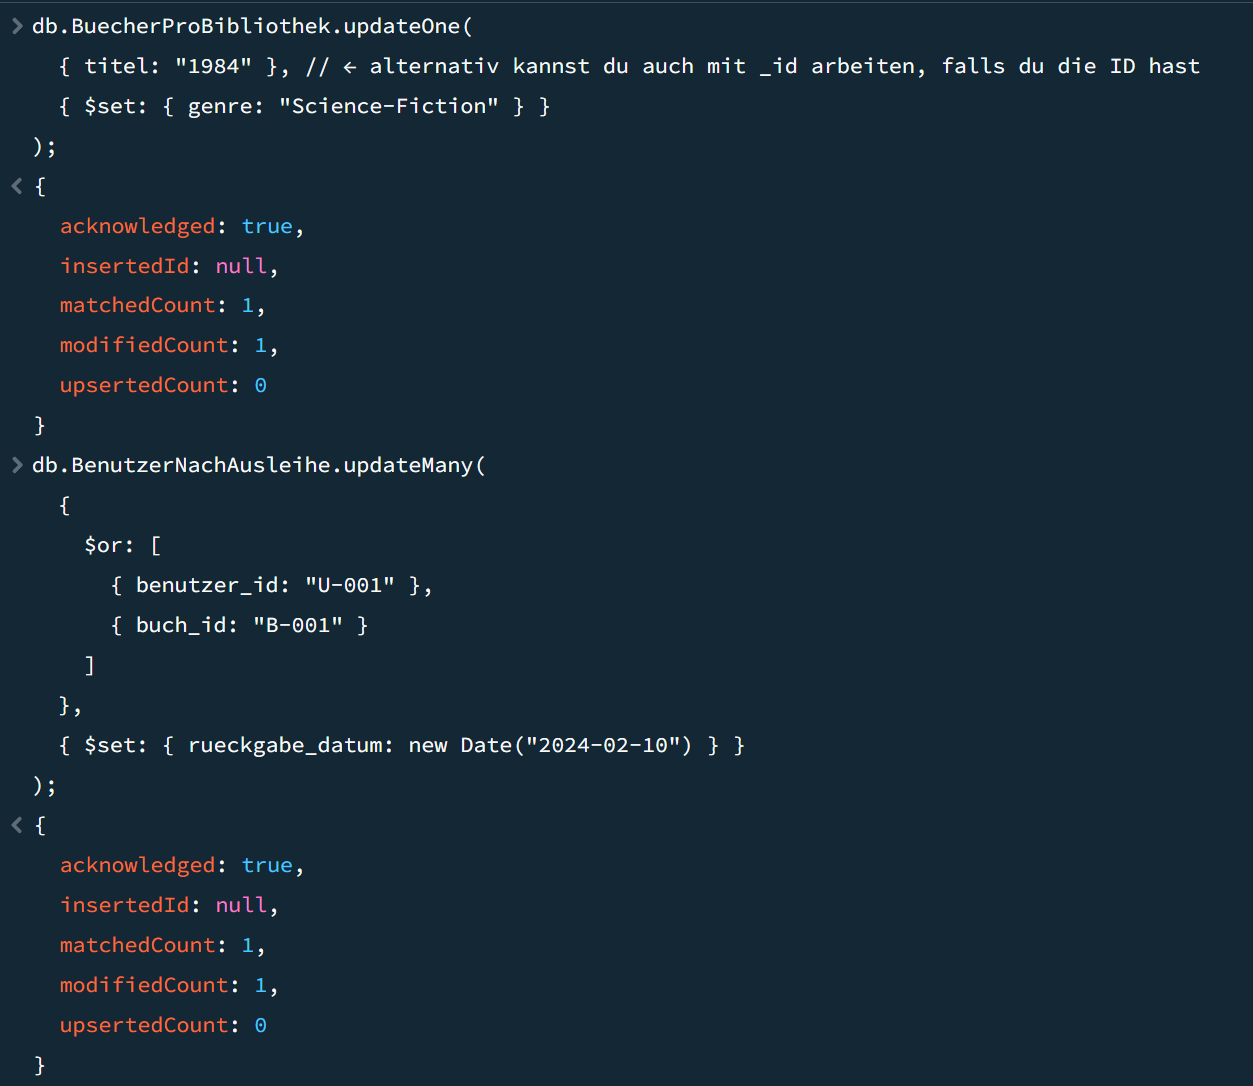 db.BuecherProBibliothek.updateOne(
{ titel: "1984" }, // ← alternativ kannst du auch mit _id arbeiten, falls du die ID hast
{ $set: { genre: "Science-Fiction" } }
);
{
acknowledged: true,
insertedId: null,
matchedCount: 1,
modifiedCount: 1,
upsertedCount: 0
}
db.BenutzerNachAusleihe.updateMany(
{
$or: [
{ benutzer_id: "U-001" },
{ buch_id: "B-001" }
]
},
{ $set: { rueckgabe_datum: new Date("2024-02-10") } }
);
{
acknowledged: true,
insertedId: null,
matchedCount: 1,
modifiedCount: 1,
upsertedCount: 0
}